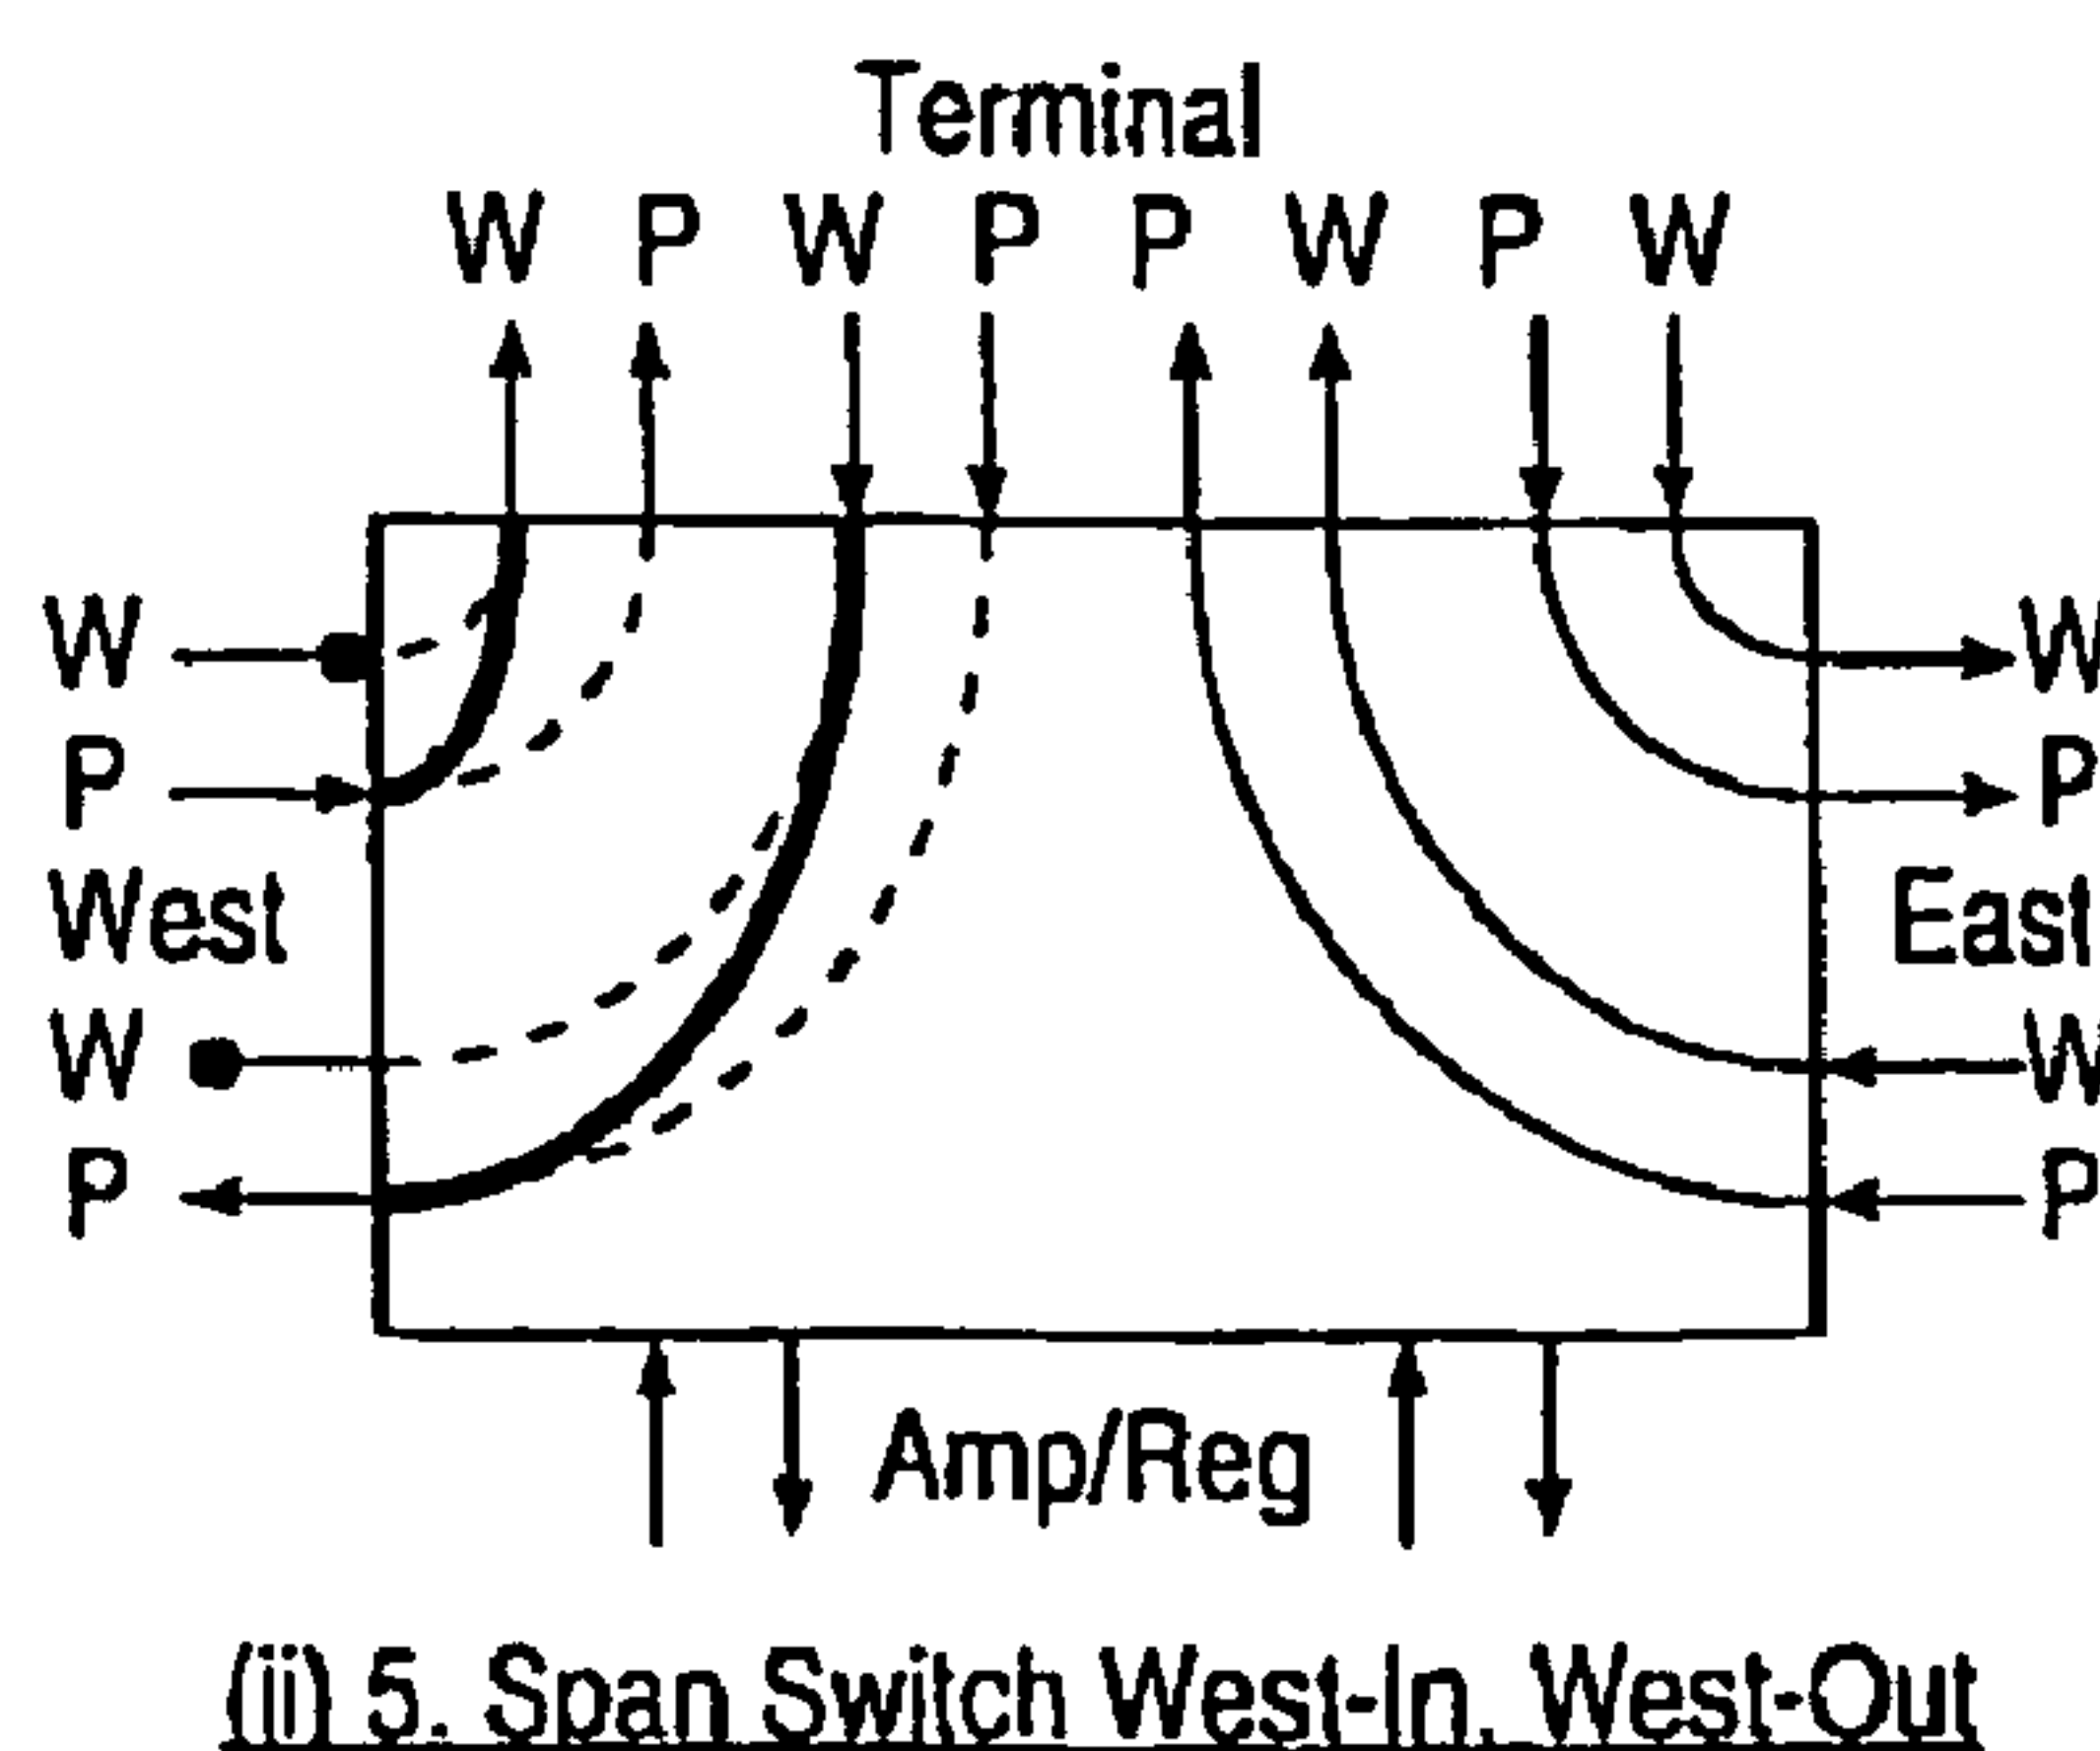 Terminal
W P W P P W P W
W W
P P
West East
W W
P P
Amp/Reg
(ii) 5. Span Switch West-In, West-Out